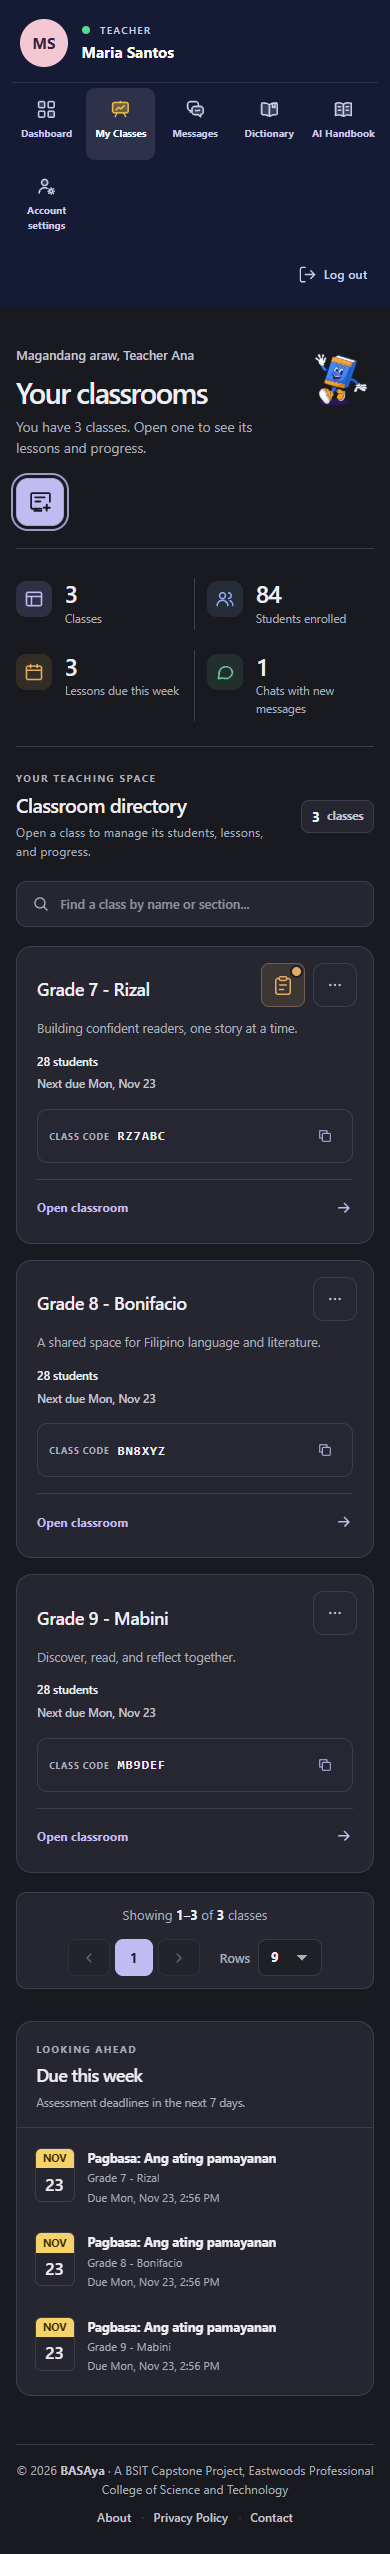 MS
TEACHER
Maria Santos
Dashboard
My Classes
Messages
Dictionary
AI Handbook
Account
settings
Log out
Magandang araw, Teacher Ana
Your classrooms
You have 3 classes. Open one to see its
lessons and progress.
3
Classes
84
Students enrolled
3
Lessons due this week
1
Chats with new
messages
YOUR TEACHING SPACE
Classroom directory
3 classes
Open a class to manage its students, lessons,
and progress.
Find a class by name or section...
Grade 7 - Rizal
Building confident readers, one story at a time.
28 students
Next due Mon, Nov 23
CLASS CODE RZ7ABC
Open classroom
Grade 8 - Bonifacio
A shared space for Filipino language and literature.
28 students
Next due Mon, Nov 23
CLASS CODE BN8XYZ
Open classroom
Grade 9 - Mabini
Discover, read, and reflect together.
28 students
Next due Mon, Nov 23
CLASS CODE MB9DEF
Open classroom
Showing 1–3 of 3 classes
1
Rows 9
LOOKING AHEAD
Due this week
Assessment deadlines in the next 7 days.
NOV
23
Pagbasa: Ang ating pamayanan
Grade 7 - Rizal
Due Mon, Nov 23, 2:56 PM
NOV
23
Pagbasa: Ang ating pamayanan
Grade 8 - Bonifacio
Due Mon, Nov 23, 2:56 PM
NOV
23
Pagbasa: Ang ating pamayanan
Grade 9 - Mabini
Due Mon, Nov 23, 2:56 PM
© 2026 BASAya · A BSIT Capstone Project, Eastwoods Professional
College of Science and Technology
About · Privacy Policy · Contact